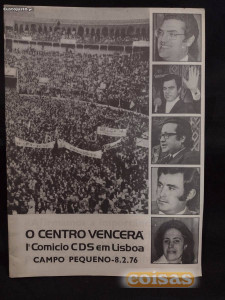 O CENTRO VENCERÁ
1º Comício CDS em Lisboa
CAMPO PEQUENO-8.2.76
coisas